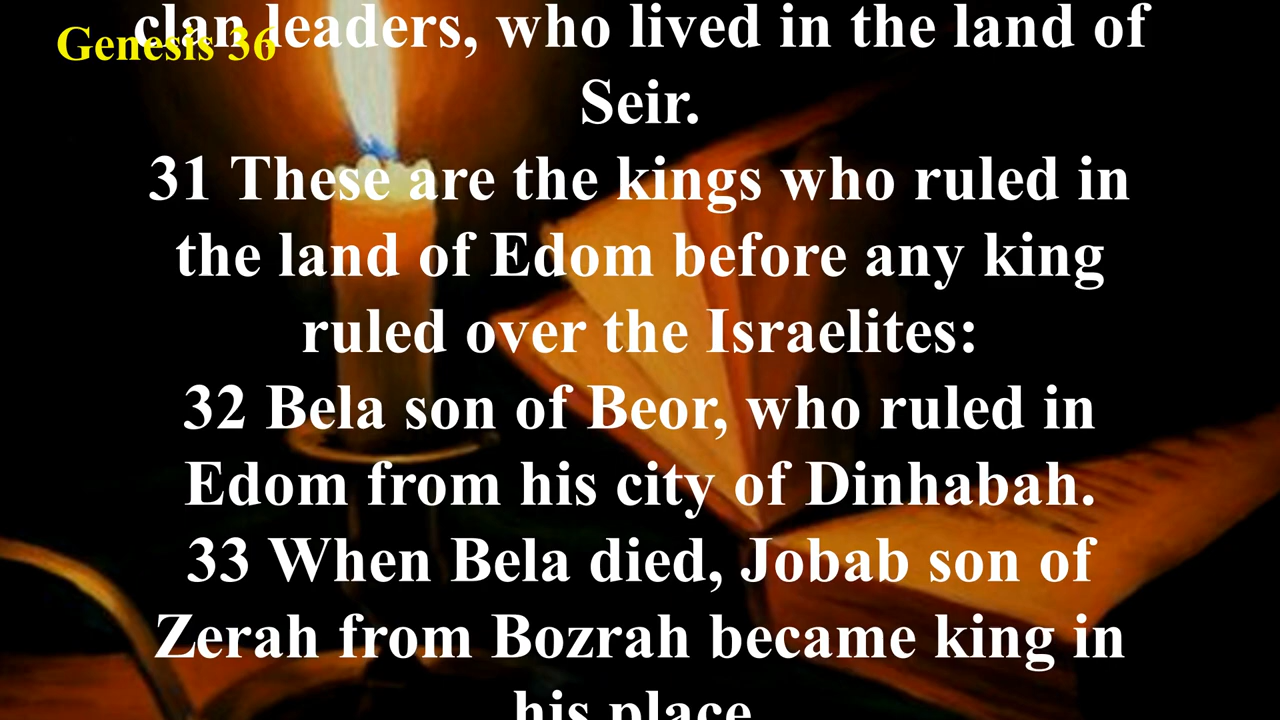 Genesis 36
clan leaders, who lived in the land of
Seir.
31 These are the kings who ruled in
the land of Edom before any king
ruled over the Israelites:
32 Bela son of Beor, who ruled in
Edom from his city of Dinhabah.
33 When Bela died, Jobab son of
Zerah from Bozrah became king in
his place